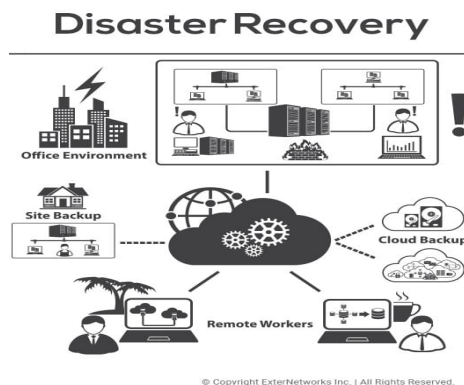 Disaster Recovery
Office Environment
Site Backup
Cloud Backup
Remote Workers
© Copyright ExterNetworks Inc. | All Rights Reserved.